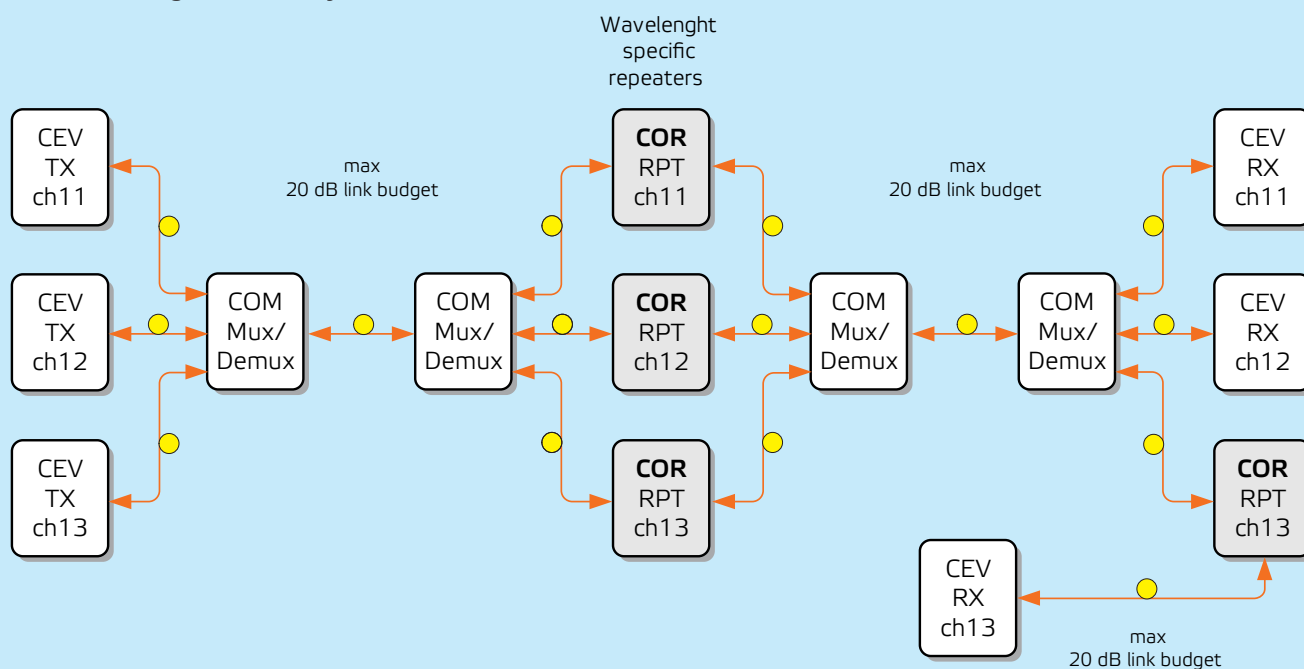 Wavelenght
specific
repeaters
CEV
TX
ch11
max
20 dB link budget
COR
RPT
ch11
max
20 dB link budget
CEV
RX
ch11
CEV
TX
ch12
COM
Mux/
Demux
COM
Mux/
Demux
COR
RPT
ch12
COM
Mux/
Demux
COM
Mux/
Demux
CEV
RX
ch12
CEV
TX
ch13
COR
RPT
ch13
COR
RPT
ch13
CEV
RX
ch13
max
20 dB link budget